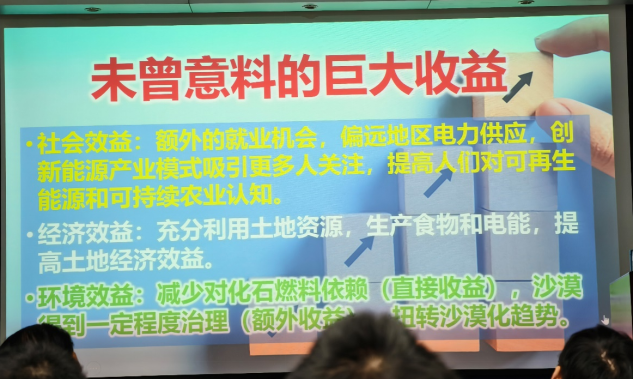 未曾意料的巨大收益
•社会效益：额外的就业机会，偏远地区电力供应，创
新能源产业模式吸引更多人关注，提高人们对可再生
能源和可持续农业认知。
•经济效益：充分利用土地资源，生产食物和电能，提
高土地经济效益。
•环境效益：减少对化石燃料依赖（直接收益），沙漠
得到一定程度治理（额外收益），扭转沙漠化趋势。